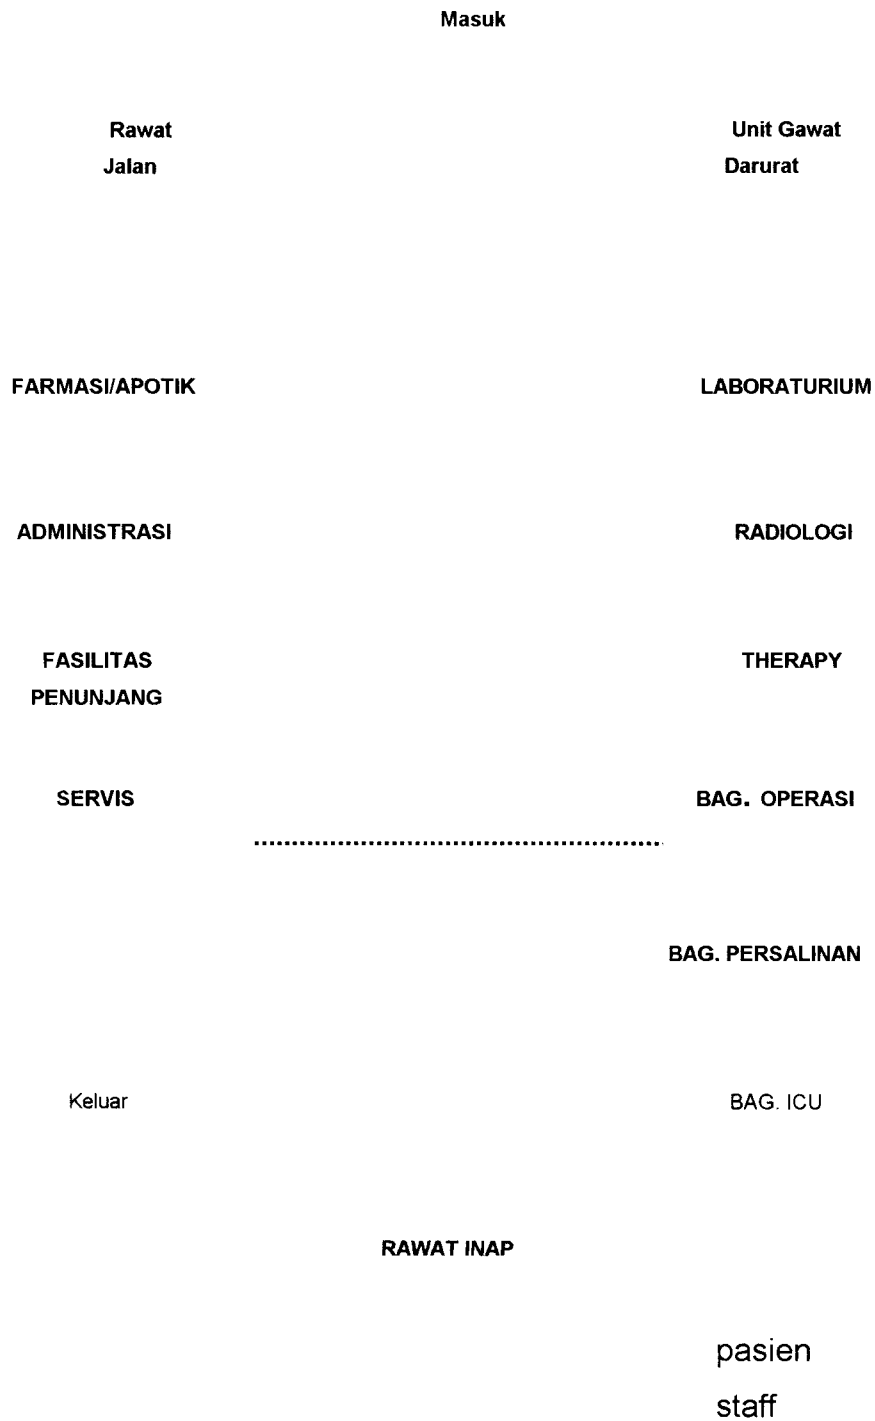 Masuk
Rawat
Jalan
Unit Gawat
Darurat
FARMASI/APOTIK
LABORATURIUM
ADMINISTRASI
RADIOLOGI
FASILITAS
PENUNJANG
THERAPY
SERVIS
BAG. OPERASI
BAG. PERSALINAN
Keluar
BAG. ICU
RAWAT INAP
pasien
staff